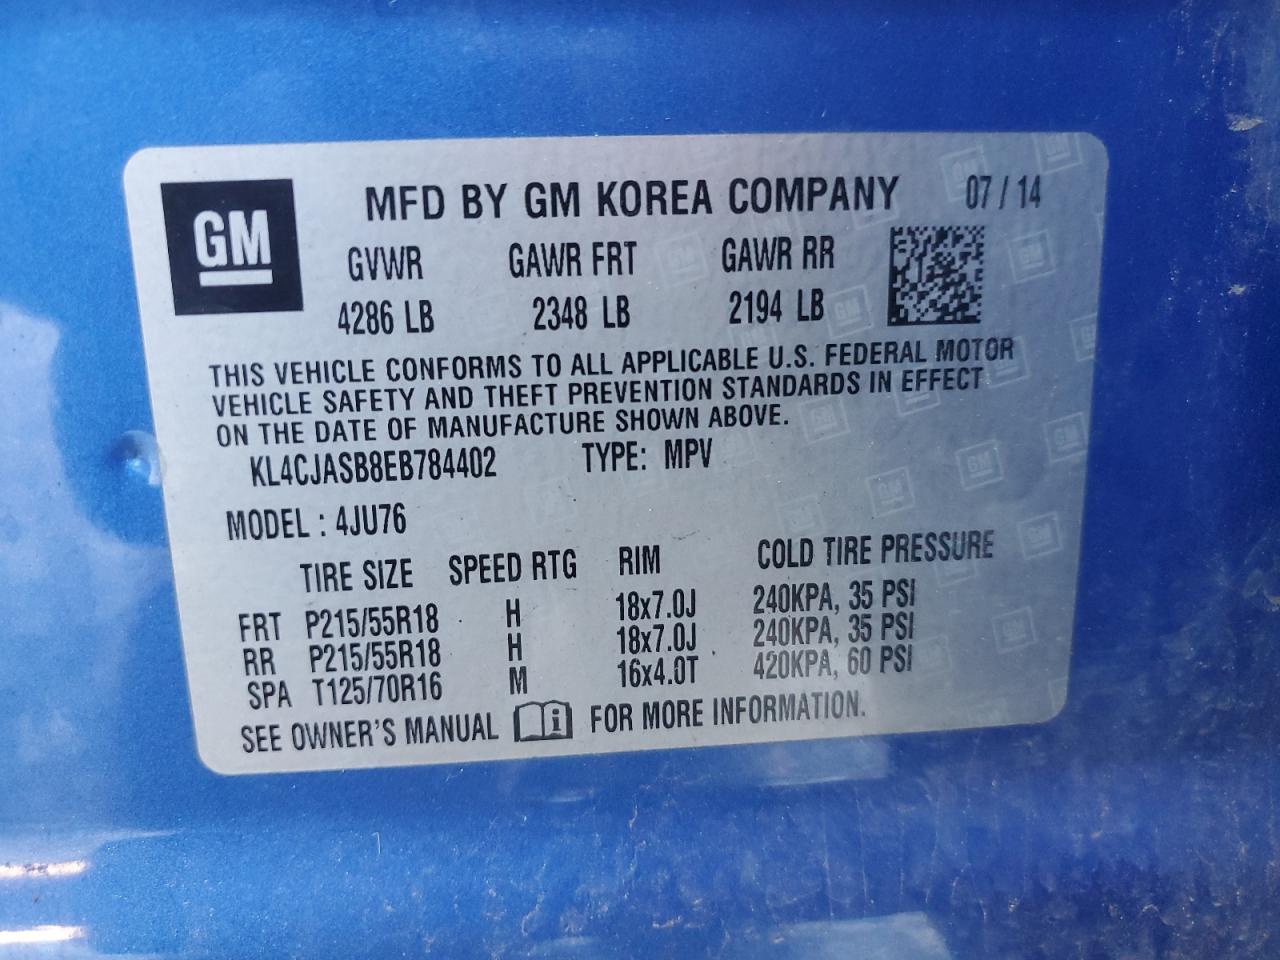 GM MFD BY GM KOREA COMPANY 07 / 14
GVWR GAWR FRT GAWR RR
4286 LB 2348 LB 2194 LB
THIS VEHICLE CONFORMS TO ALL APPLICABLE U.S. FEDERAL MOTOR
VEHICLE SAFETY AND THEFT PREVENTION STANDARDS IN EFFECT
ON THE DATE OF MANUFACTURE SHOWN ABOVE.
KL4CJASB8EB784402 TYPE: MPV
MODEL : 4JU76
TIRE SIZE SPEED RTG RIM COLD TIRE PRESSURE
FRT P215/55R18 H 18x7.0J 240KPA, 35 PSI
RR P215/55R18 H 18x7.0J 240KPA, 35 PSI
SPA T125/70R16 M 16x4.0T 420KPA, 60 PSI
SEE OWNER'S MANUAL i FOR MORE INFORMATION.